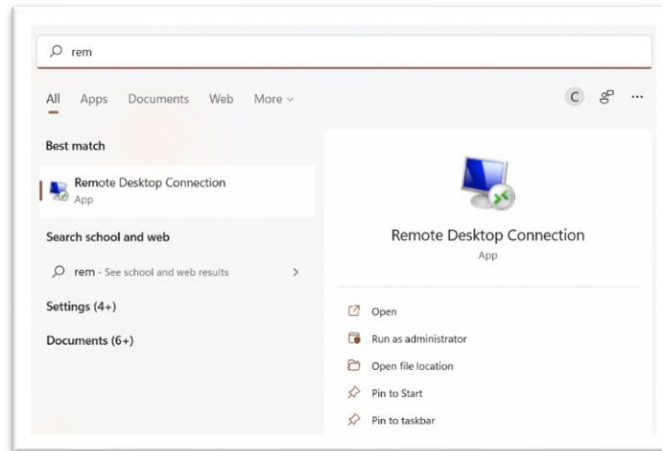 rem
All Apps Documents Web More
C
Best match
Remote Desktop Connection
App
Search school and web
rem - See school and web results
Settings (4+)
Documents (6+)
Remote Desktop Connection
App
Open
Run as administrator
Open file location
Pin to Start
Pin to taskbar